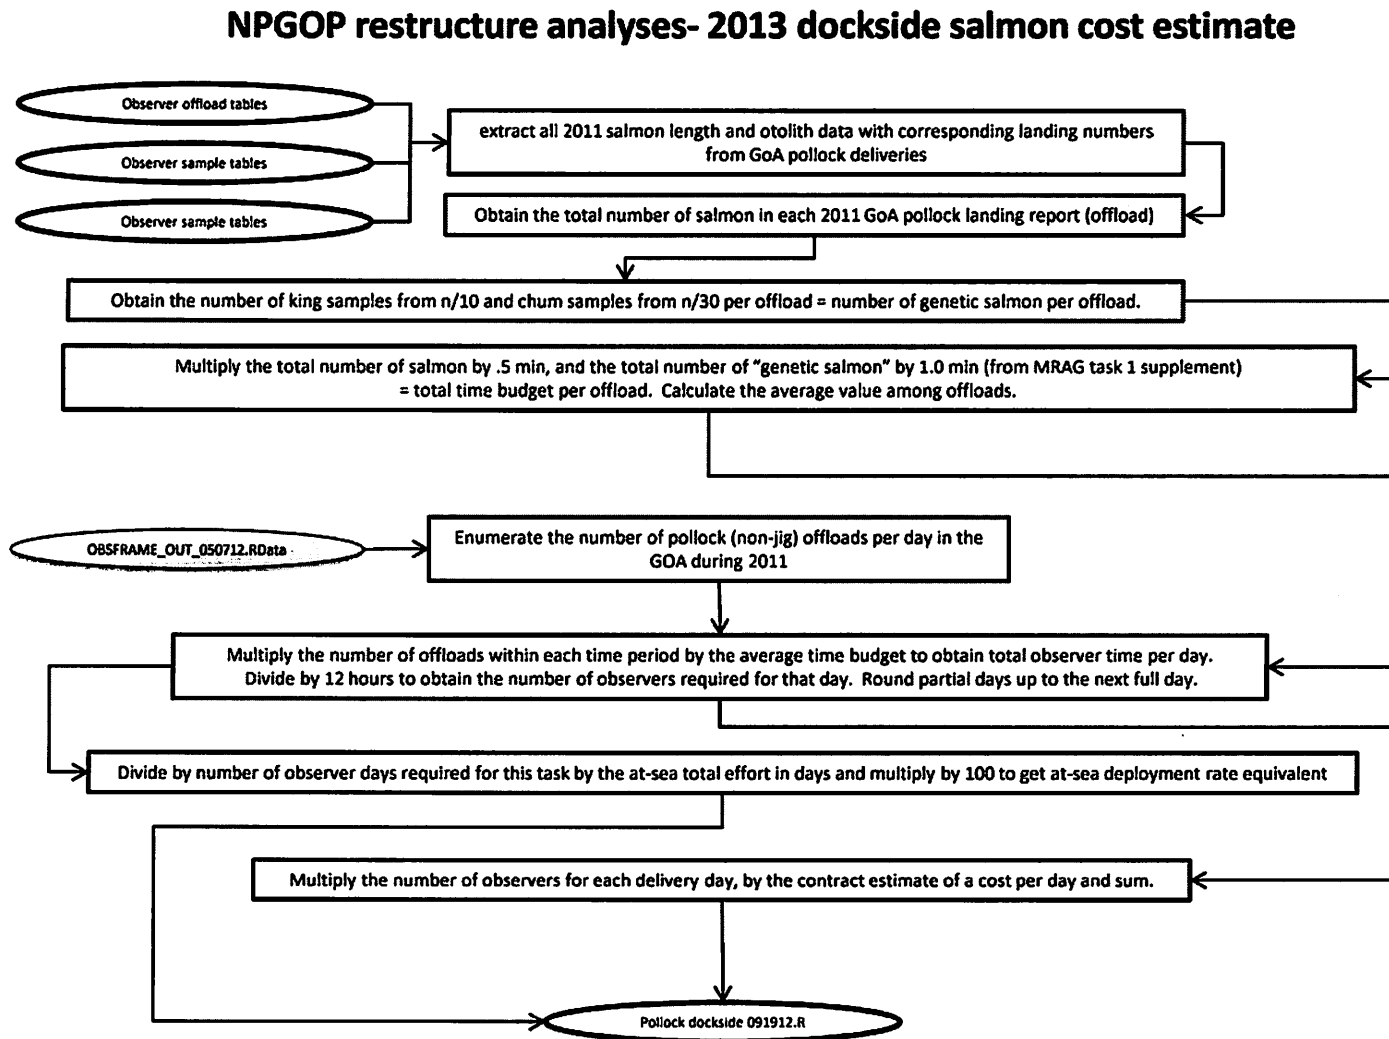 NPGOP restructure analyses- 2013 dockside salmon cost estimate
Observer offload tables
Observer sample tables
Observer sample tables
extract all 2011 salmon length and otolith data with corresponding landing numbers
from GoA pollock deliveries
Obtain the total number of salmon in each 2011 GoA pollock landing report (offload)
Obtain the number of king samples from n/10 and chum samples from n/30 per offload = number of genetic salmon per offload.
Multiply the total number of salmon by .5 min, and the total number of "genetic salmon" by 1.0 min (from MRAG task 1 supplement)
= total time budget per offload. Calculate the average value among offloads.
OBSFRAME_OUT_050712.RData
Enumerate the number of pollock (non-jig) offloads per day in the
GOA during 2011
Multiply the number of offloads within each time period by the average time budget to obtain total observer time per day.
Divide by 12 hours to obtain the number of observers required for that day. Round partial days up to the next full day.
Divide by number of observer days required for this task by the at-sea total effort in days and multiply by 100 to get at-sea deployment rate equivalent
Multiply the number of observers for each delivery day, by the contract estimate of a cost per day and sum.
Pollock dockside 091912.R